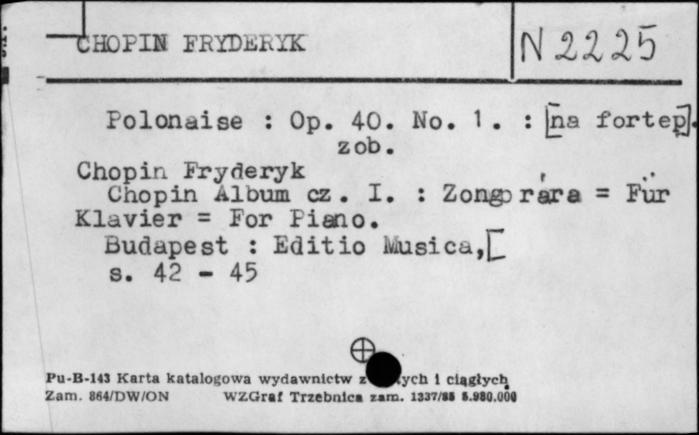 CHOPIN FRYDERYK
N 2225
Polonaise : Op. 40. No. 1. : [na fortep].
zob.
Chopin Fryderyk
Chopin Album cz. I. : Zongorára = Für
Klavier = For Piano.
Budapest : Editio Musica,[
s. 42 - 45
Pu-B-143 Karta katalogowa wydawnictw i ciągłych
Zam. 864/DW/ON WZGraf Trzebnica zam. 1337/85 5.980.000